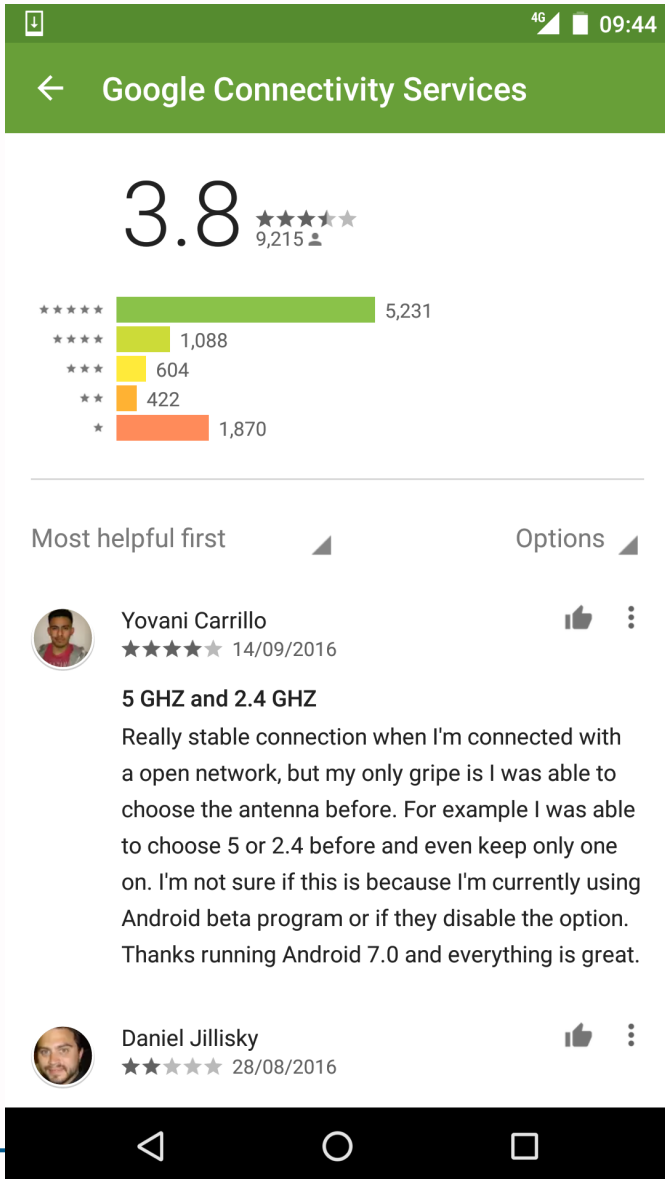 4G 09:44
Google Connectivity Services
3.8
9,215
5,231
1,088
604
422
1,870
Most helpful first Options
Yovani Carrillo
14/09/2016
5 GHZ and 2.4 GHZ
Really stable connection when I'm connected with
a open network, but my only gripe is I was able to
choose the antenna before. For example I was able
to choose 5 or 2.4 before and even keep only one
on. I'm not sure if this is because I'm currently using
Android beta program or if they disable the option.
Thanks running Android 7.0 and everything is great.
Daniel Jillisky
28/08/2016